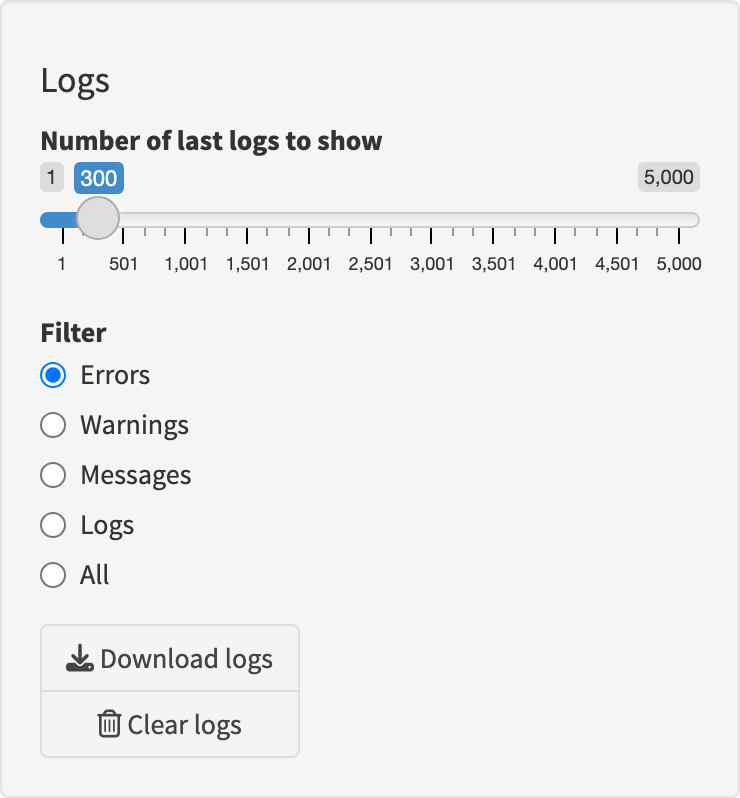 Logs
Number of last logs to show
1 300 5,000
1 501 1,001 1,501 2,001 2,501 3,001 3,501 4,001 4,501 5,000
Filter
Errors
Warnings
Messages
Logs
All
Download logs
Clear logs